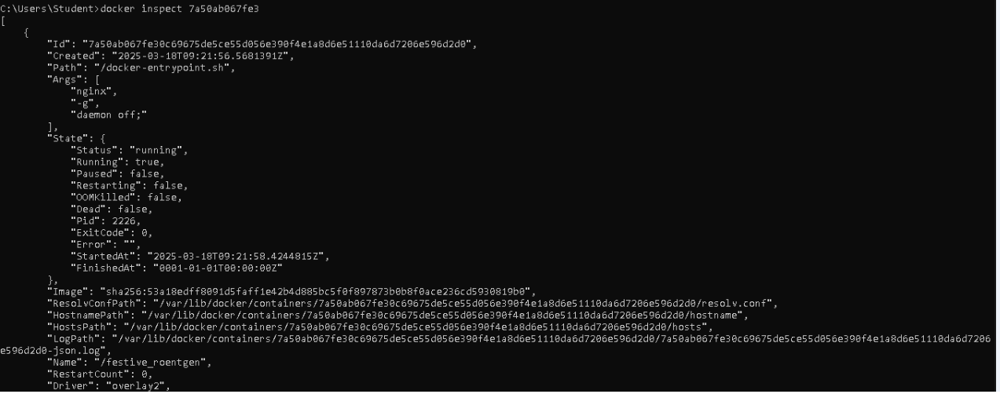 C:\Users\Student>docker inspect 7a50ab067fe3
[
    {
        "Id": "7a50ab067fe30c69675de5ce55d056e390f4e1a8d6e51110da6d7206e596d2d0",
        "Created": "2025-03-18T09:21:56.5681391Z",
        "Path": "/docker-entrypoint.sh",
        "Args": [
            "nginx",
            "-g",
            "daemon off;"
        ],
        "State": {
            "Status": "running",
            "Running": true,
            "Paused": false,
            "Restarting": false,
            "OOMKilled": false,
            "Dead": false,
            "Pid": 2226,
            "ExitCode": 0,
            "Error": "",
            "StartedAt": "2025-03-18T09:21:58.4244815Z",
            "FinishedAt": "0001-01-01T00:00:00Z"
        },
        "Image": "sha256:53a18edff8091d5faff1e42b4d885bc5f0f897873b0b8f0ace236cd5930819b0",
        "ResolvConfPath": "/var/lib/docker/containers/7a50ab067fe30c69675de5ce55d056e390f4e1a8d6e51110da6d7206e596d2d0/resolv.conf",
        "HostnamePath": "/var/lib/docker/containers/7a50ab067fe30c69675de5ce55d056e390f4e1a8d6e51110da6d7206e596d2d0/hostname",
        "HostsPath": "/var/lib/docker/containers/7a50ab067fe30c69675de5ce55d056e390f4e1a8d6e51110da6d7206e596d2d0/hosts",
        "LogPath": "/var/lib/docker/containers/7a50ab067fe30c69675de5ce55d056e390f4e1a8d6e51110da6d7206e596d2d0/7a50ab067fe30c69675de5ce55d056e390f4e1a8d6e51110da6d7206
e596d2d0-json.log",
        "Name": "/festive_roentgen",
        "RestartCount": 0,
        "Driver": "overlay2",